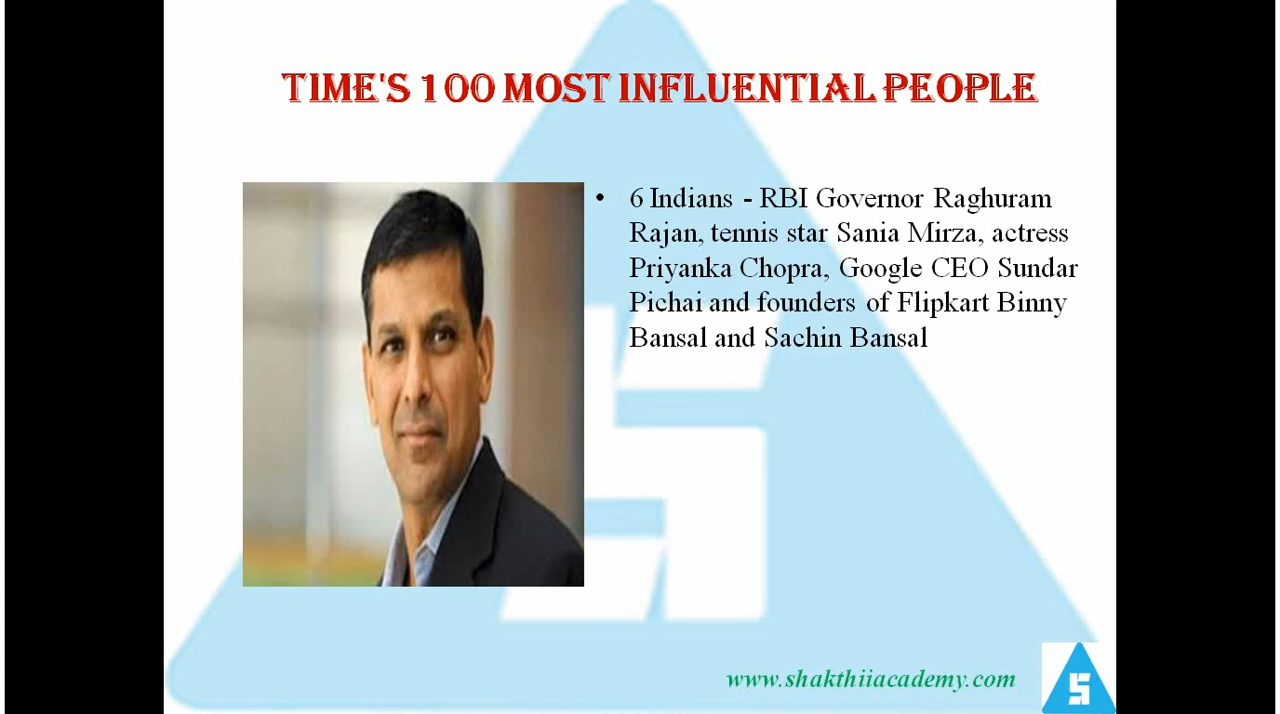 TIME'S 100 MOST INFLUENTIAL PEOPLE
• 6 Indians - RBI Governor Raghuram
Rajan, tennis star Sania Mirza, actress
Priyanka Chopra, Google CEO Sundar
Pichai and founders of Flipkart Binny
Bansal and Sachin Bansal
www.shakthiiacademy.com